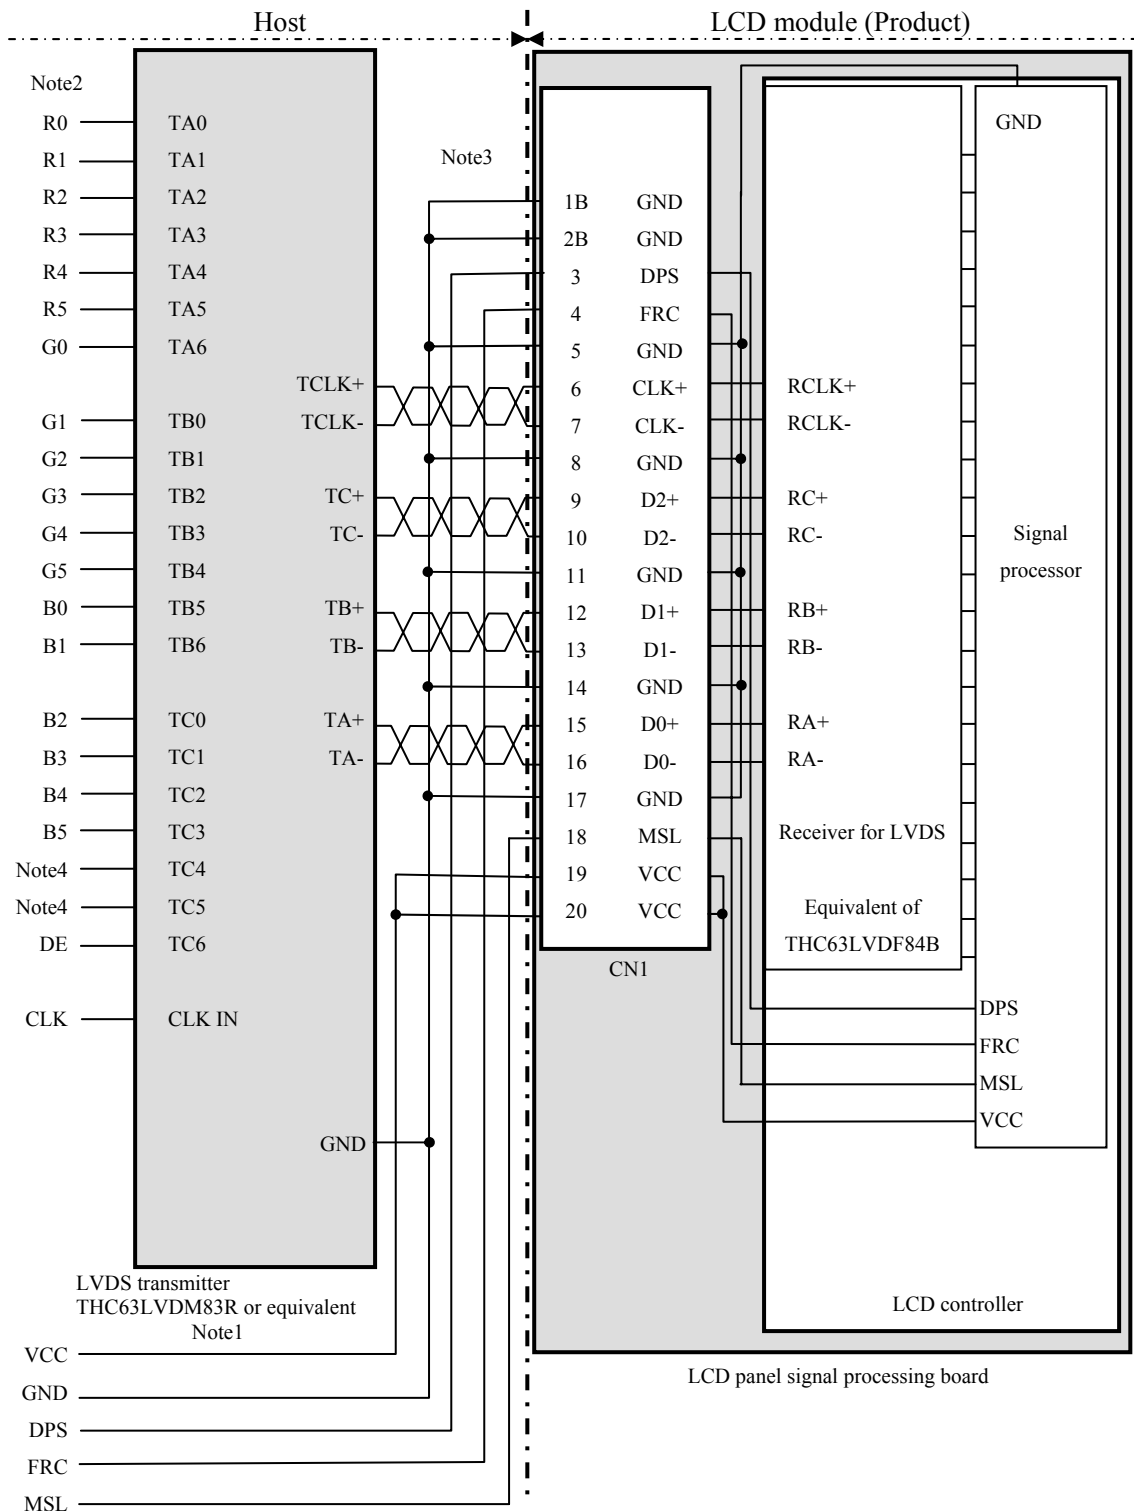 Host
LCD module (Product)
Note2
R0 TA0
R1 TA1
R2 TA2
R3 TA3
R4 TA4
R5 TA5
G0 TA6
TCLK+
G1 TB0 TCLK-
G2 TB1
G3 TB2 TC+
G4 TB3 TC-
G5 TB4
B0 TB5 TB+
B1 TB6 TB-
B2 TC0 TA+
B3 TC1 TA-
B4 TC2
B5 TC3
Note4 TC4
Note4 TC5
DE TC6
CLK CLK IN
GND
LVDS transmitter
THC63LVDM83R or equivalent
Note1
VCC
GND
DPS
FRC
MSL
Note3
1B GND
2B GND
3 DPS
4 FRC
5 GND
6 CLK+
7 CLK-
8 GND
9 D2+
10 D2-
11 GND
12 D1+
13 D1-
14 GND
15 D0+
16 D0-
17 GND
18 MSL
19 VCC
20 VCC
CN1
RCLK+
RCLK-
RC+
RC-
RB+
RB-
RA+
RA-
Receiver for LVDS
Equivalent of
THC63LVDF84B
GND
Signal
processor
DPS
FRC
MSL
VCC
LCD controller
LCD panel signal processing board